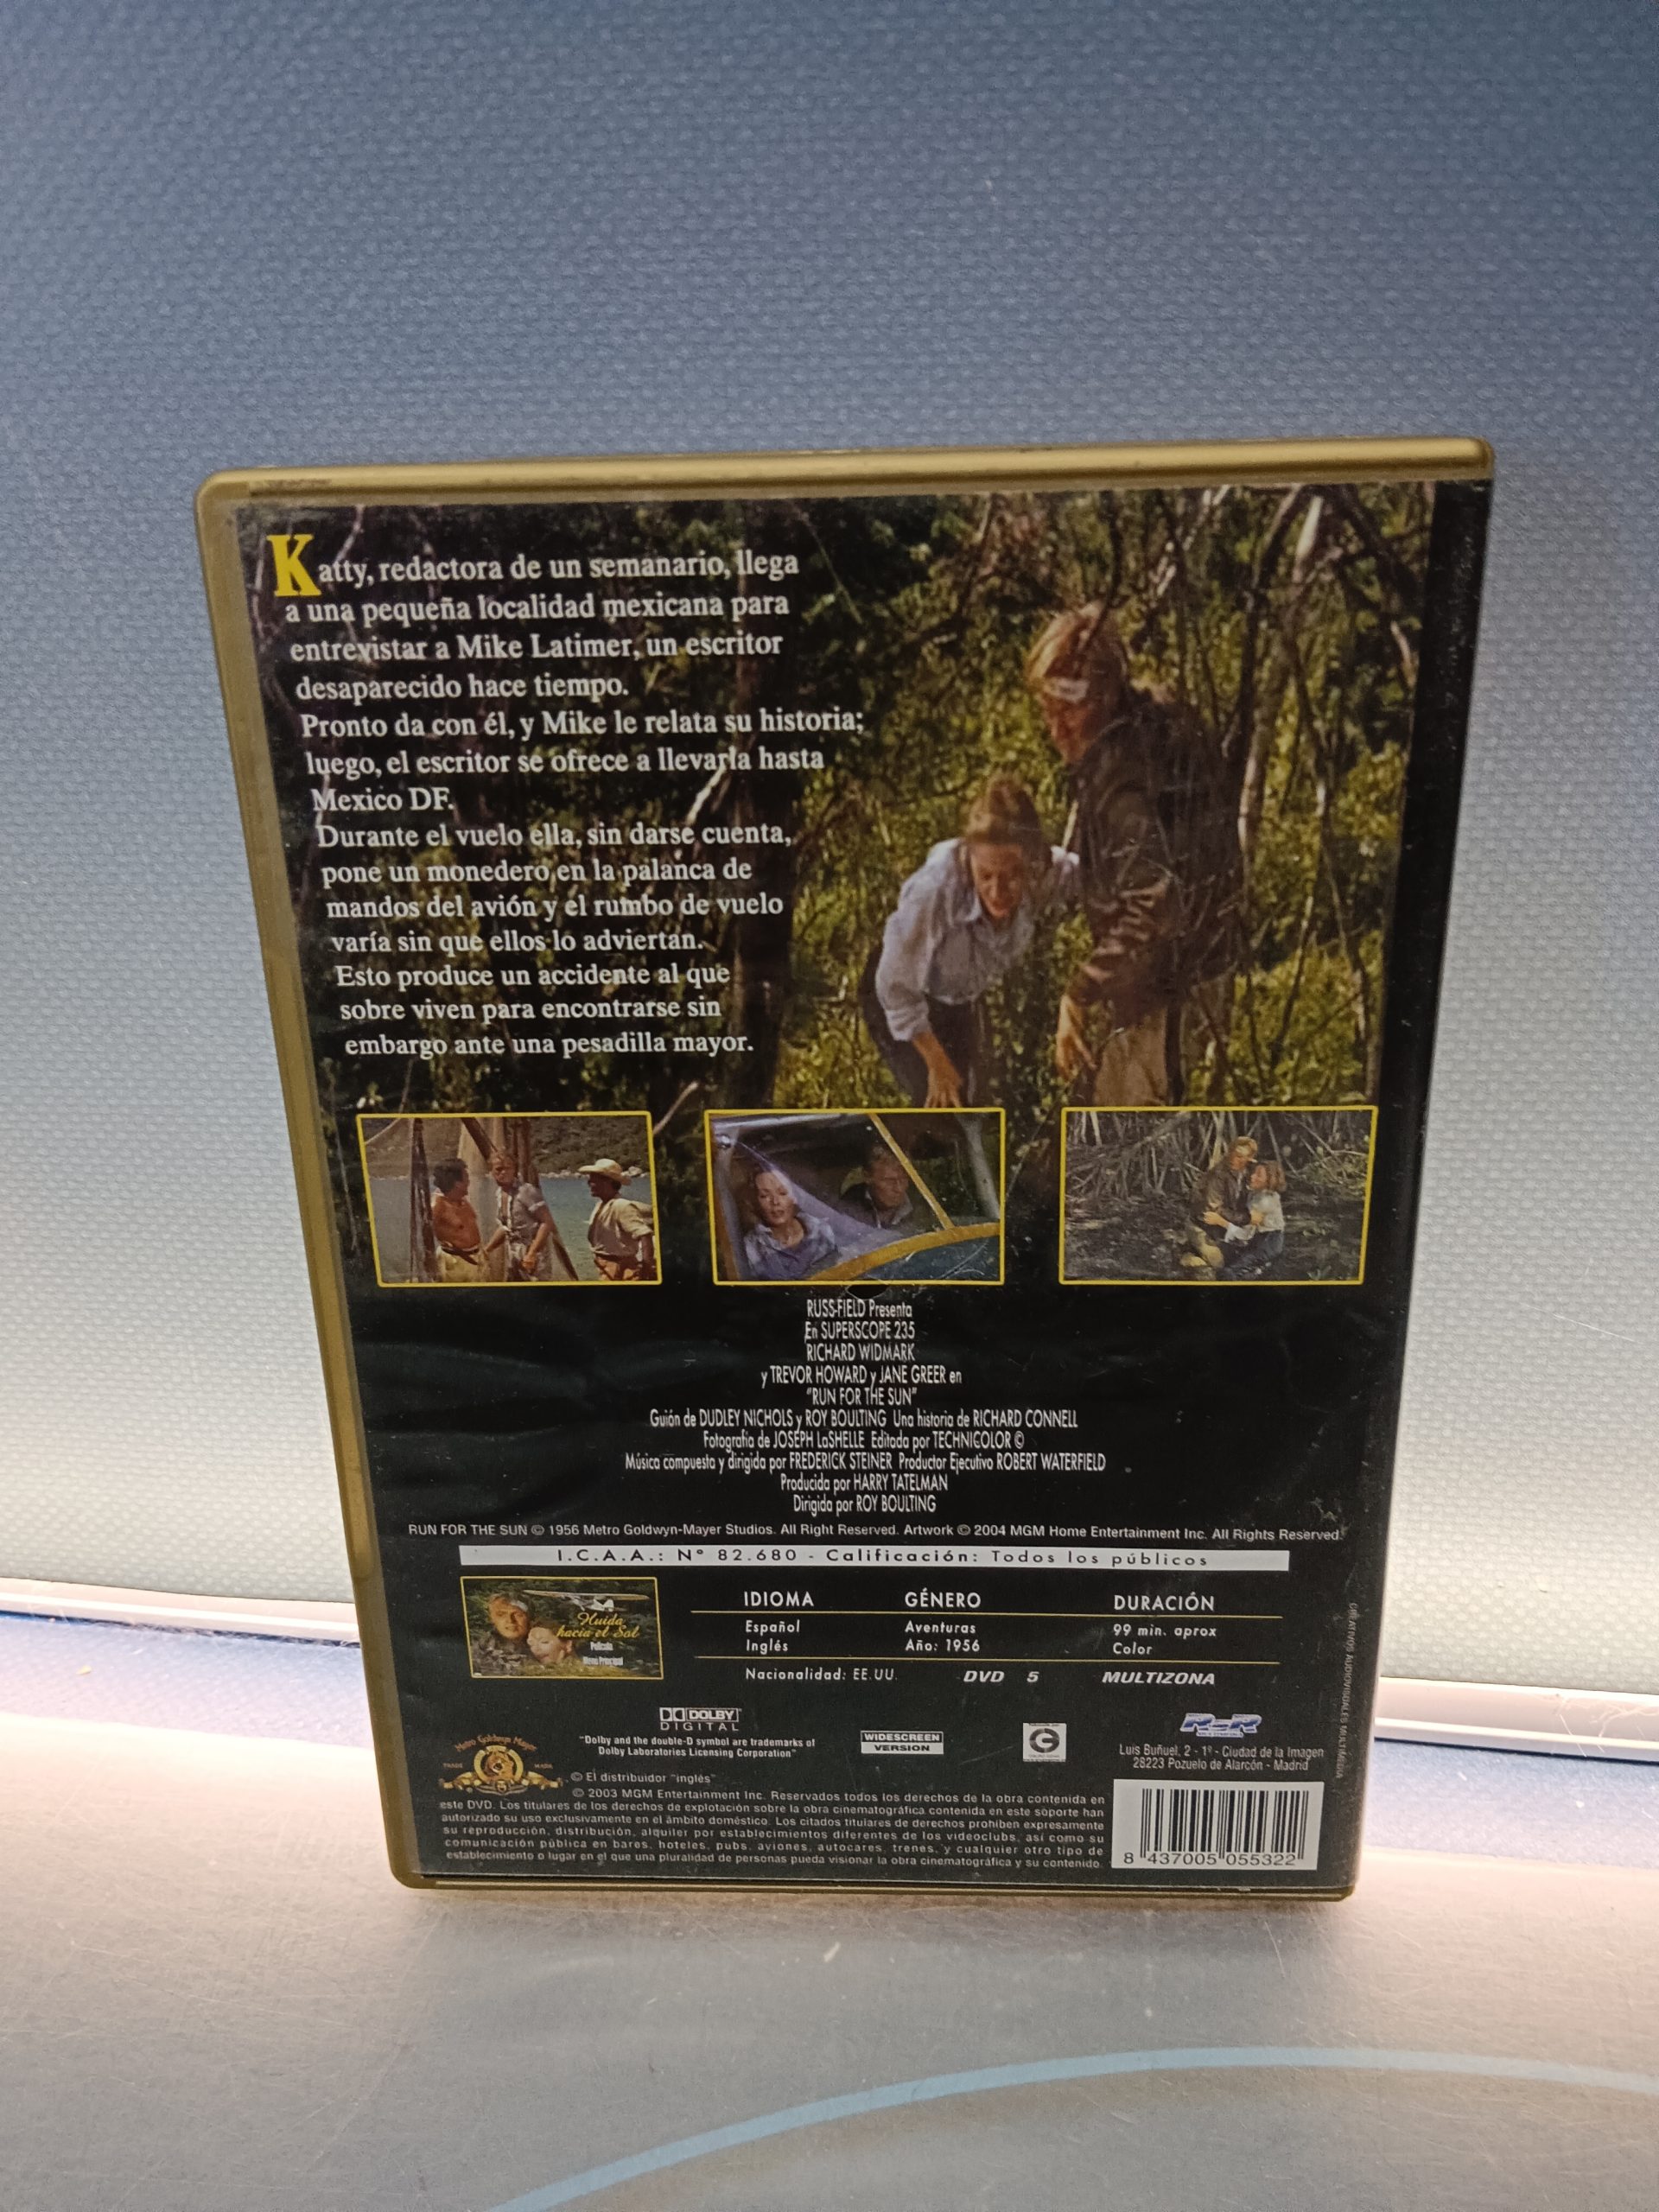 Katty, redactora de un semanario, llega
a una pequeña localidad mexicana para
entrevistar a Mike Latimer, un escritor
desaparecido hace tiempo.
Pronto da con él, y Mike le relata su historia;
luego, el escritor se ofrece a llevarla hasta
Mexico DF.
Durante el vuelo ella, sin darse cuenta,
pone un monedero en la palanca de
mandos del avión y el rumbo de vuelo
varía sin que ellos lo adviertan.
Esto produce un accidente al que
sobre viven para encontrarse sin
embargo ante una pesadilla mayor.
RUSS-FIELD Presenta
En SUPERSCOPE 235
RICHARD WIDMARK
y TREVOR HOWARD y JANE GREER en
"RUN FOR THE SUN"
Guión de DUDLEY NICHOLS y ROY BOULTING Una historia de RICHARD CONNELL
Fotografía de JOSEPH LaSHELLE Editada por TECHNICOLOR ©
Música compuesta y dirigida por FREDERICK STEINER Productor Ejecutivo ROBERT WATERFIELD
Producida por HARRY TATELMAN
Dirigida por ROY BOULTING
RUN FOR THE SUN © 1956 Metro Goldwyn-Mayer Studios. All Right Reserved. Artwork © 2004 MGM Home Entertainment Inc. All Rights Reserved.
I.C.A.A.: Nº 82.680 - Calificación: Todos los públicos
Huida
hacia el Sol
Película
Menú Principal
IDIOMA GÉNERO DURACIÓN
Español Aventuras 99 min. aprox
Inglés Año: 1956 Color
Nacionalidad: EE.UU. DVD 5 MULTIZONA
CREATIVOS AUDIOVISUALES MULTIMEDIA
DOLBY
DIGITAL
"Dolby and the double-D symbol are trademarks of
Dolby Laboratories Licensing Corporation"
WIDESCREEN
VERSION
Luis Buñuel, 2 - 1º - Ciudad de la Imagen
28223 Pozuelo de Alarcón - Madrid
Metro Goldwyn Mayer
TRADE MARK
© El distribuidor "inglés"
© 2003 MGM Entertainment Inc. Reservados todos los derechos de la obra contenida en
este DVD. Los titulares de los derechos de explotación sobre la obra cinematográfica contenida en este soporte han
autorizado su uso exclusivamente en el ámbito doméstico. Los citados titulares de derechos prohiben expresamente
su reproducción, distribución, alquiler por establecimientos diferentes de los videoclubs, así como su
comunicación pública en bares, hoteles, pubs, aviones, autocares, trenes, y cualquier otro tipo de
establecimiento o lugar en el que una pluralidad de personas pueda visionar la obra cinematográfica y su contenido.
8 437005 055322